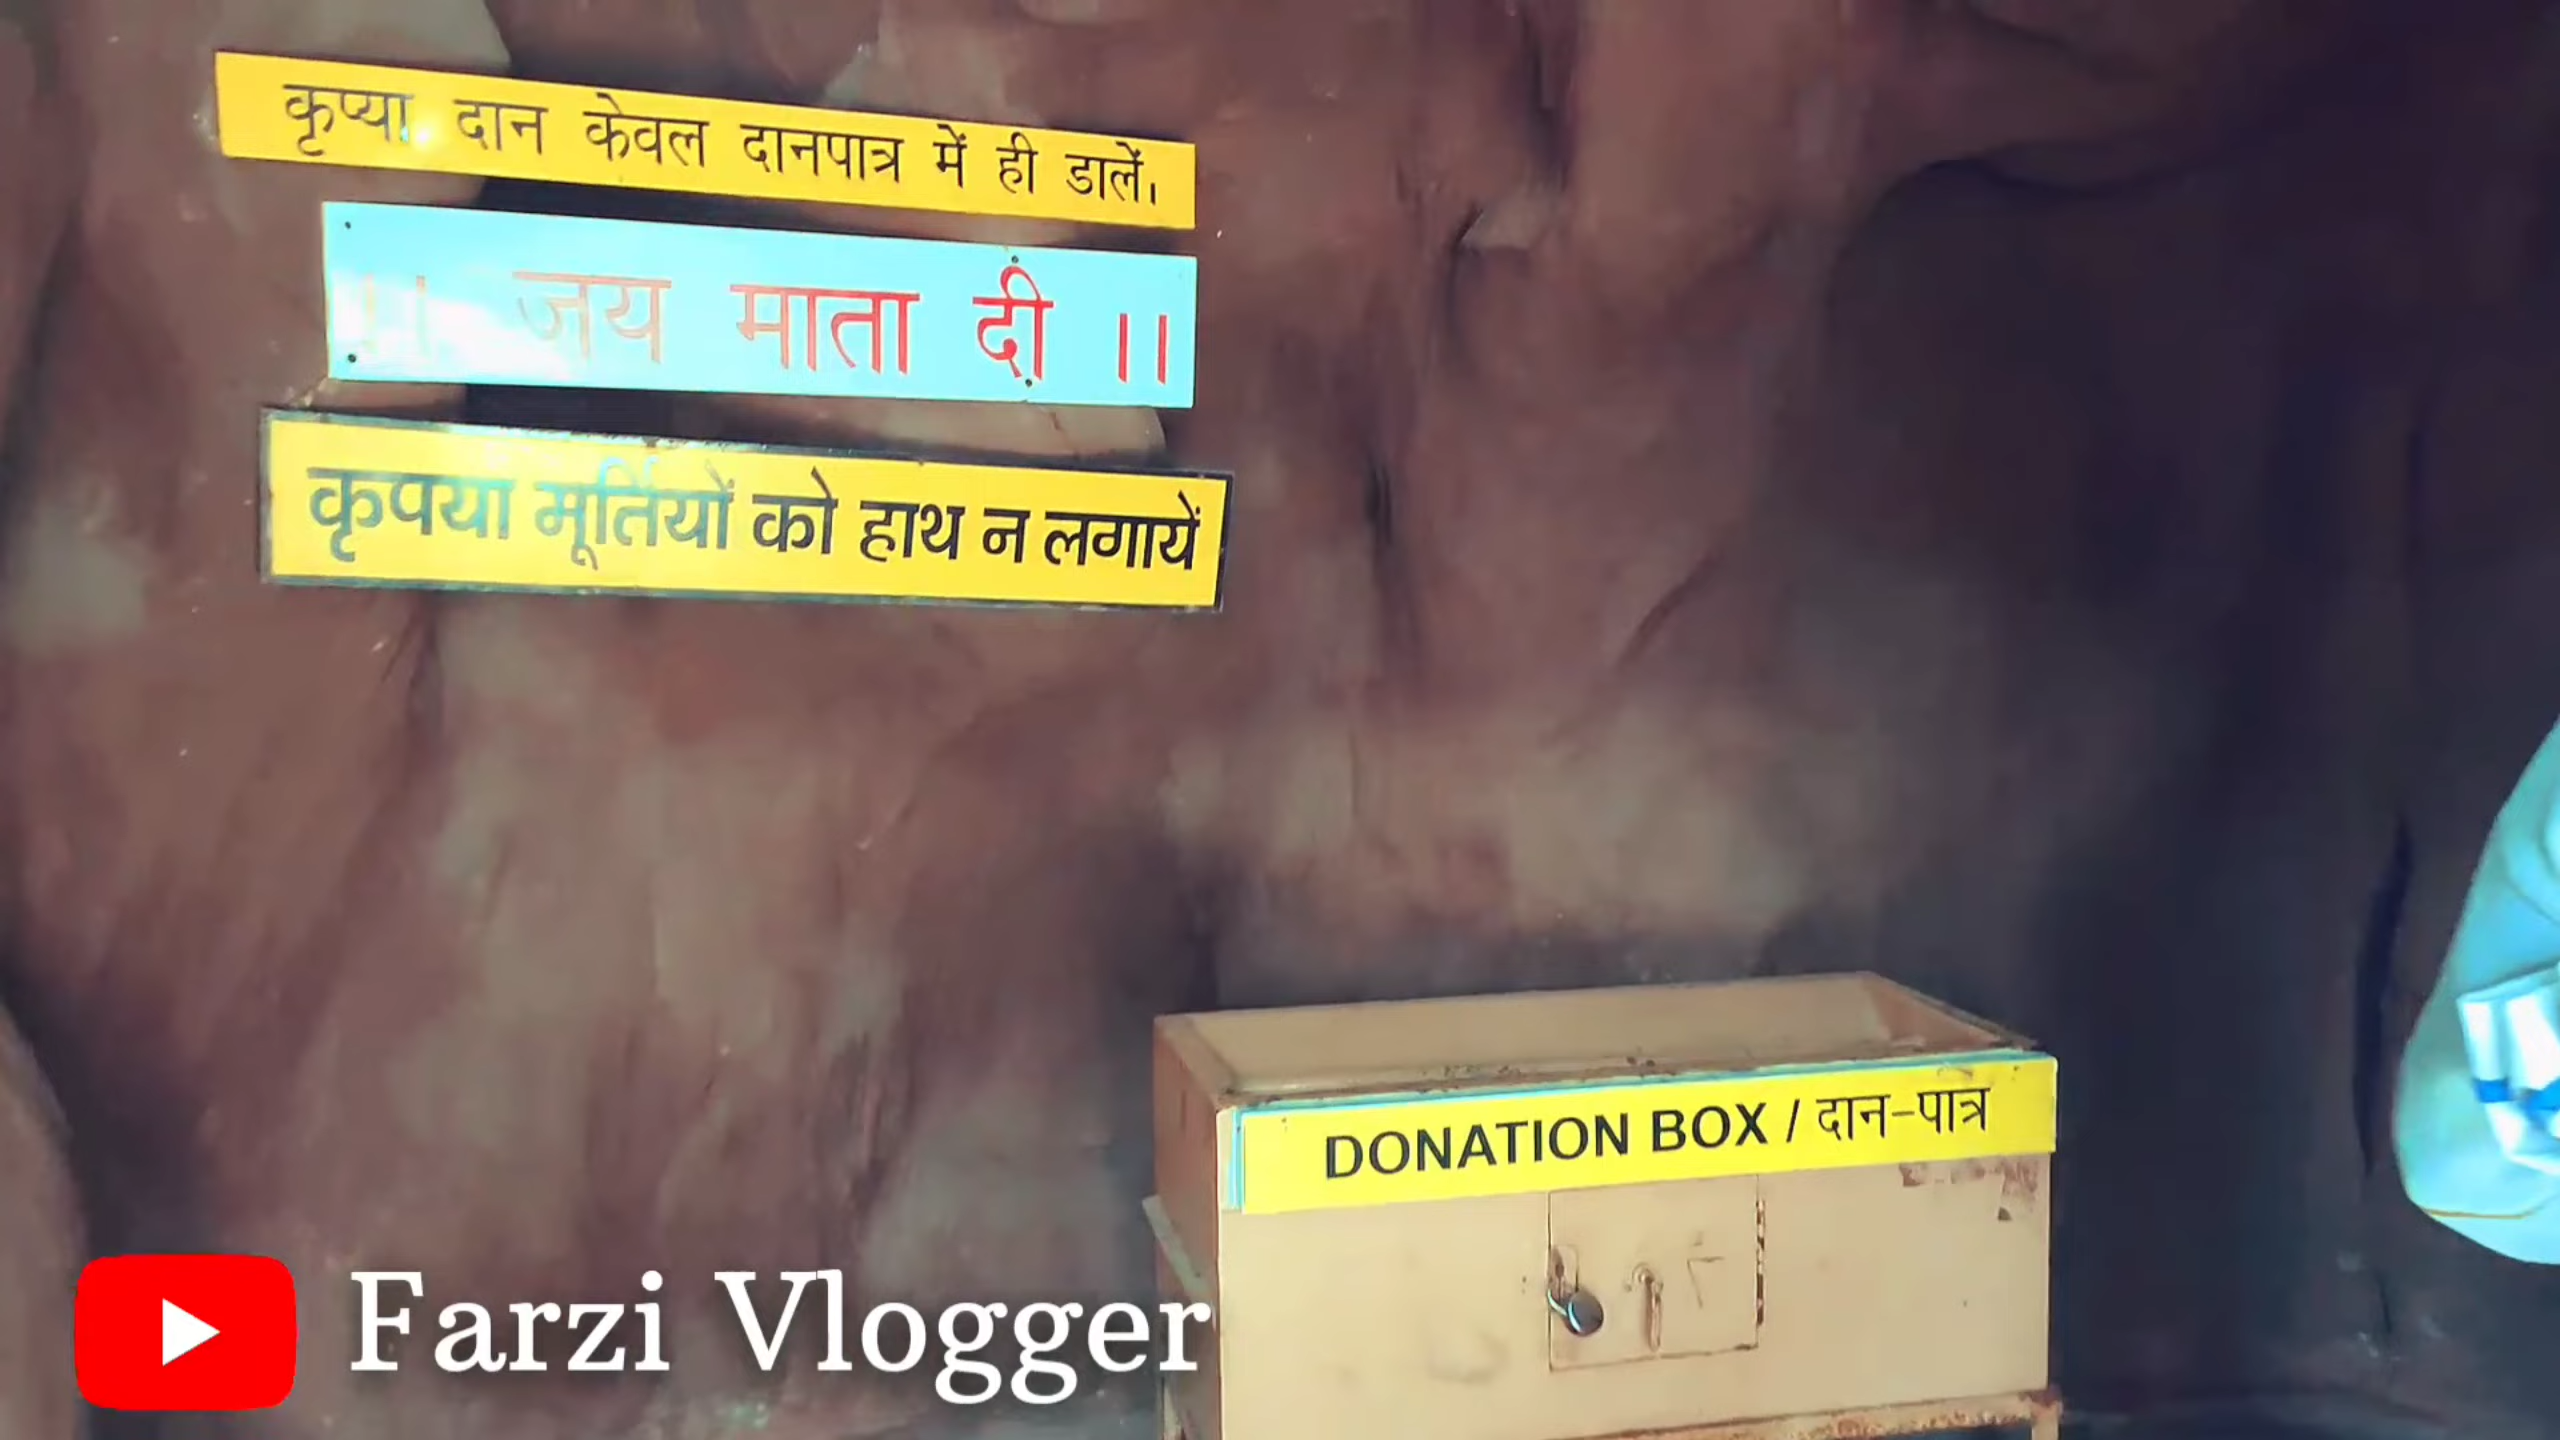 कृप्या दान केवल दानपात्र में ही डालें।
।। जय माता दी ।।
कृपया मूर्तियों को हाथ न लगायें
DONATION BOX / दान-पात्र
Farzi Vlogger